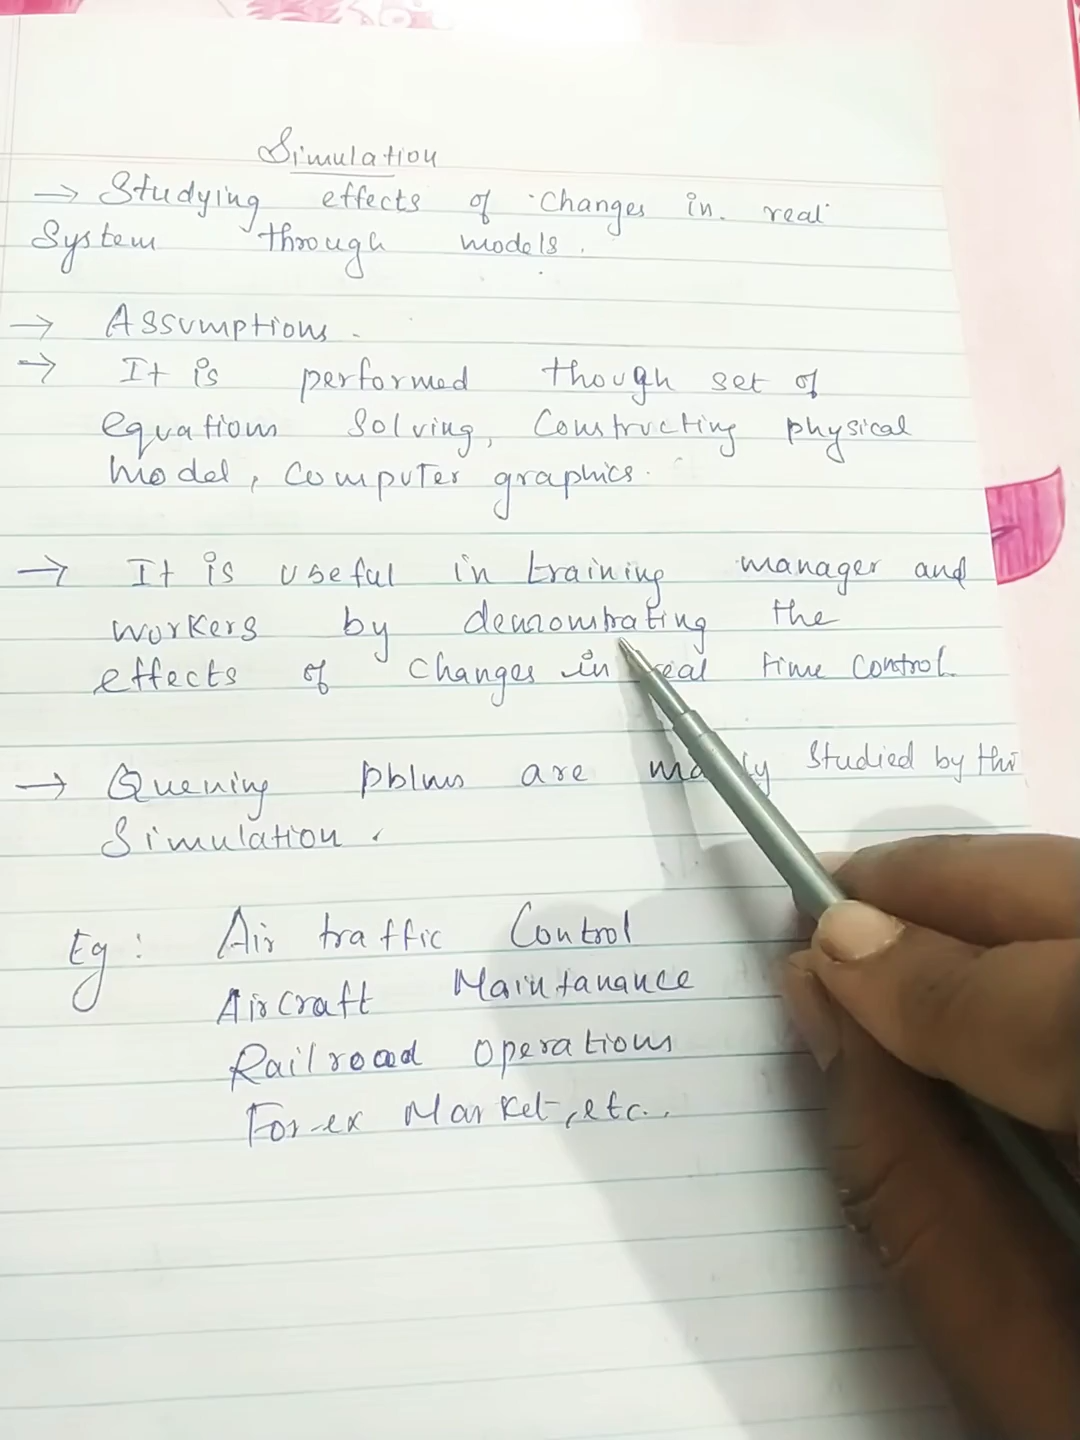 Simulation
→ Studying effects of changes in real
System through models.
→ Assumptions.
→ It is performed though set of
equations solving, Constructing physical
model, computer graphics.
→ It is useful in training manager and
workers by demonstrating the
effects of changes in real time control
→ Queuing pblms are studied by this
Simulation.
Eg: Air traffic Control
Aircraft Maintanance
Railroad operations
For-ex Market, etc..